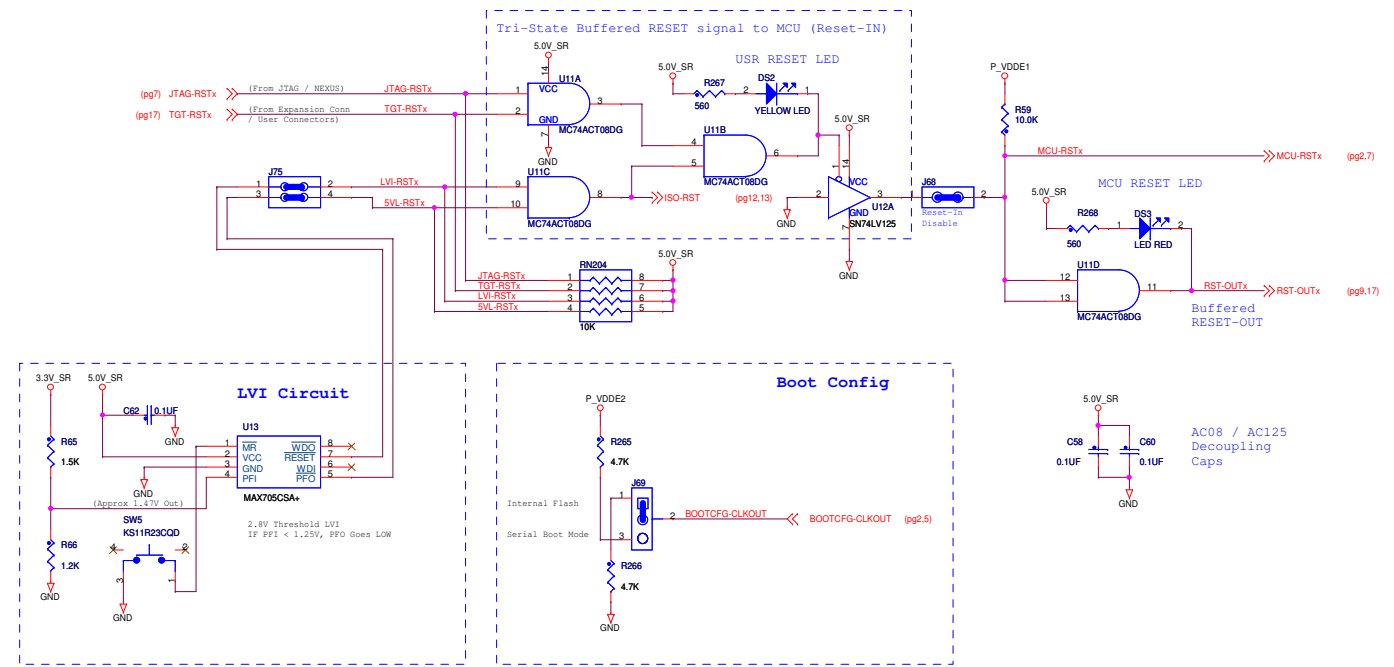 Tri-State Buffered RESET signal to MCU (Reset-IN)
5.0V_SR
14
U11A
VCC
GND
1
2
3
7
MC74ACT08DG
GND
(pg7) JTAG-RSTx
(From JTAG / NEXUS)
JTAG-RSTx
(pg17) TGT-RSTx
(From Expansion Conn
/ User Connectors)
TGT-RSTx
USR RESET LED
5.0V_SR
R267
560
2
DS2
1
YELLOW LED
U11B
4
5
6
MC74ACT08DG
5.0V_SR
1
14
VCC
2
3
GND
U12A
SN74LV125
7
GND
GND
J75
1
2
3
4
LVI-RSTx
5VL-RSTx
U11C
9
10
8
MC74ACT08DG
ISO-RST
(pg12,13)
J68
1
2
Reset-In
Disable
P_VDDE1
R59
10.0K
MCU-RSTx
MCU-RSTx
(pg2,7)
MCU RESET LED
5.0V_SR
R268
560
1
DS3
2
LED RED
U11D
12
13
11
MC74ACT08DG
RST-OUTx
RST-OUTx
(pg9,17)
Buffered
RESET-OUT
5.0V_SR
RN204
JTAG-RSTx
1
8
TGT-RSTx
2
7
LVI-RSTx
3
6
5VL-RSTx
4
5
10K
LVI Circuit
3.3V_SR
5.0V_SR
C62
0.1UF
GND
R65
1.5K
U13
1
MR
WDO
8
2
VCC
RESET
7
3
GND
WDI
6
4
PFI
PFO
5
MAX705CSA+
GND
(Approx 1.47V Out)
2.8V Threshold LVI
IF PFI < 1.25V, PFO Goes LOW
SW5
KS11R23CQD
4
2
3
1
R66
1.2K
GND
GND
Boot Config
P_VDDE2
R265
4.7K
J69
1
Internal Flash
2
BOOTCFG-CLKOUT
BOOTCFG-CLKOUT
(pg2,5)
Serial Boot Mode
3
R266
4.7K
GND
5.0V_SR
C58
0.1UF
C60
0.1UF
GND
AC08 / AC125
Decoupling
Caps